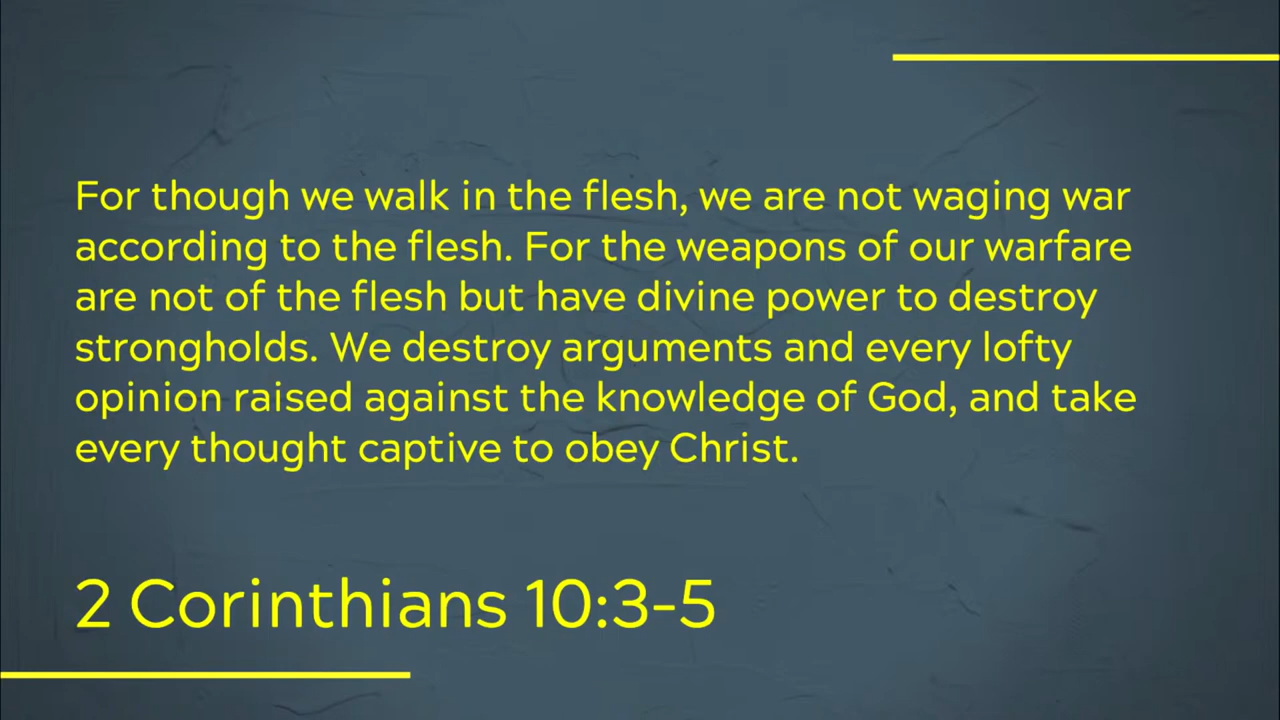 For though we walk in the flesh, we are not waging war
according to the flesh. For the weapons of our warfare
are not of the flesh but have divine power to destroy
strongholds. We destroy arguments and every lofty
opinion raised against the knowledge of God, and take
every thought captive to obey Christ.
2 Corinthians 10:3-5